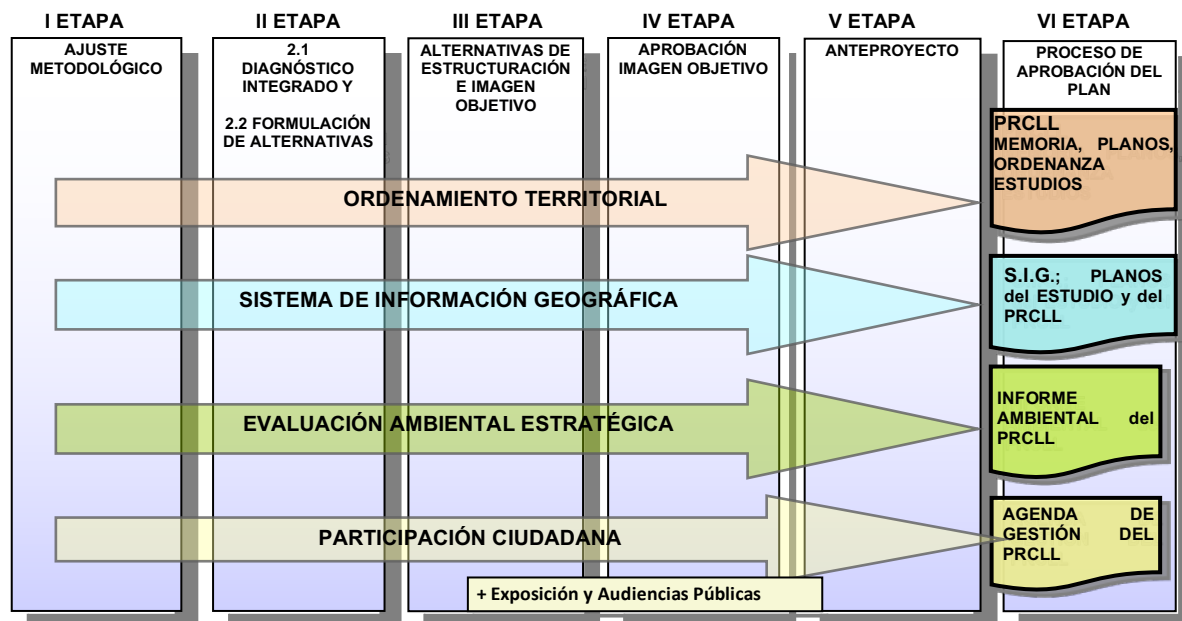 I ETAPA
II ETAPA
III ETAPA
IV ETAPA
V ETAPA
VI ETAPA
AJUSTE
METODOLÓGICO
2.1
DIAGNÓSTICO
INTEGRADO Y
2.2 FORMULACIÓN
DE ALTERNATIVAS
ALTERNATIVAS DE
ESTRUCTURACIÓN
E IMAGEN
OBJETIVO
APROBACIÓN
IMAGEN OBJETIVO
ANTEPROYECTO
PROCESO DE
APROBACIÓN DEL
PLAN
ORDENAMIENTO TERRITORIAL
PRCLL
MEMORIA, PLANOS,
ORDENANZA
ESTUDIOS
SISTEMA DE INFORMACIÓN GEOGRÁFICA
S.I.G.; PLANOS
del ESTUDIO y del
PRCLL
EVALUACIÓN AMBIENTAL ESTRATÉGICA
INFORME
AMBIENTAL del
PRCLL
PARTICIPACIÓN CIUDADANA
AGENDA DE
GESTIÓN DEL
PRCLL
+ Exposición y Audiencias Públicas